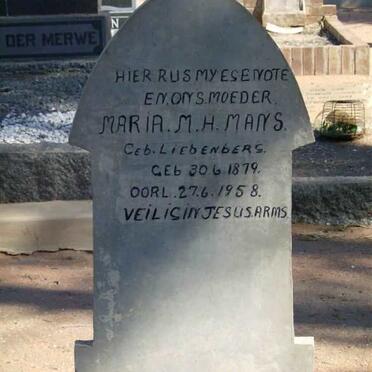 DER MERWE
HIER RUS MY EGENOTE
EN.ONS.MOEDER.
MARIA.M.H.MANS.
GEB.LIEBENBERG.
GEB 30.6.1879.
OORL.27.6.1958.
VEILIG IN JESUS.ARMS.